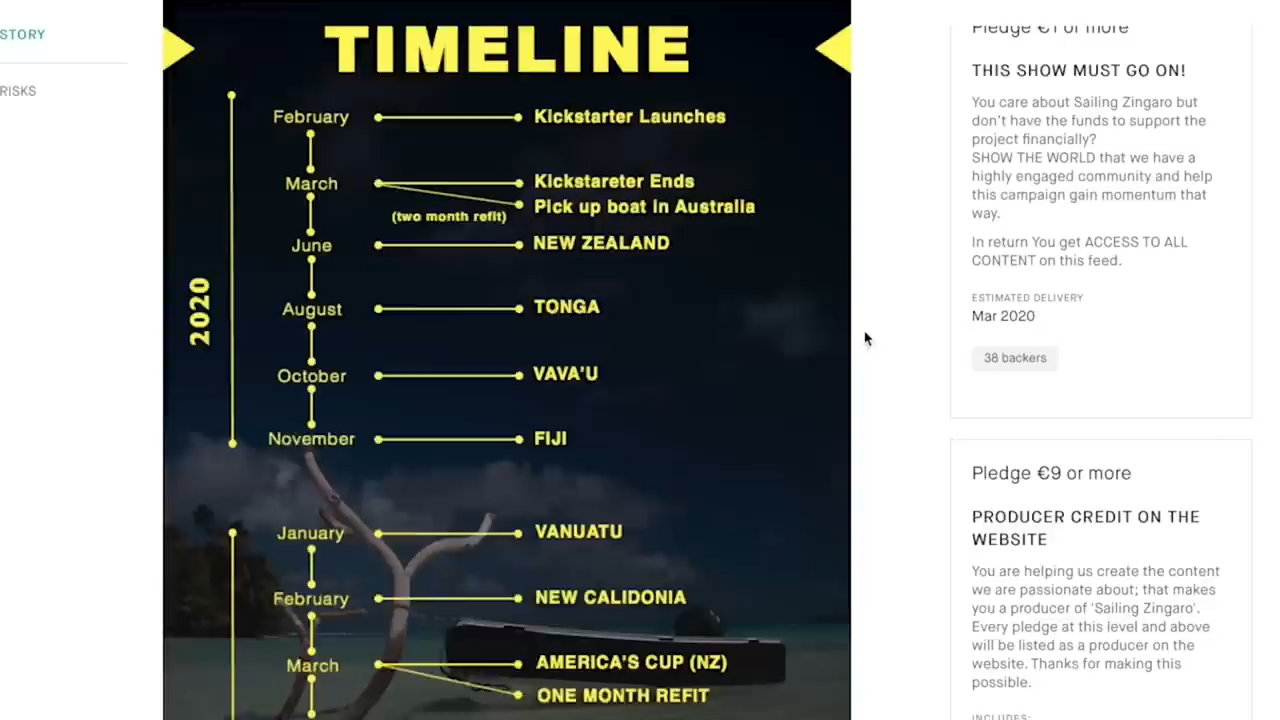 STORY
RISKS
TIMELINE
February
Kickstarter Launches
March
Kickstareter Ends
Pick up boat in Australia
(two month refit)
June
NEW ZEALAND
2020
August
TONGA
October
VAVA'U
November
FIJI
January
VANUATU
February
NEW CALIDONIA
March
AMERICA'S CUP (NZ)
ONE MONTH REFIT
Pledge €1 or more
THIS SHOW MUST GO ON!
You care about Sailing Zingaro but
don't have the funds to support the
project financially?
SHOW THE WORLD that we have a
highly engaged community and help
this campaign gain momentum that
way.
In return You get ACCESS TO ALL
CONTENT on this feed.
ESTIMATED DELIVERY
Mar 2020
38 backers
Pledge €9 or more
PRODUCER CREDIT ON THE
WEBSITE
You are helping us create the content
we are passionate about; that makes
you a producer of 'Sailing Zingaro'.
Every pledge at this level and above
will be listed as a producer on the
website. Thanks for making this
possible.
INCLUDES: